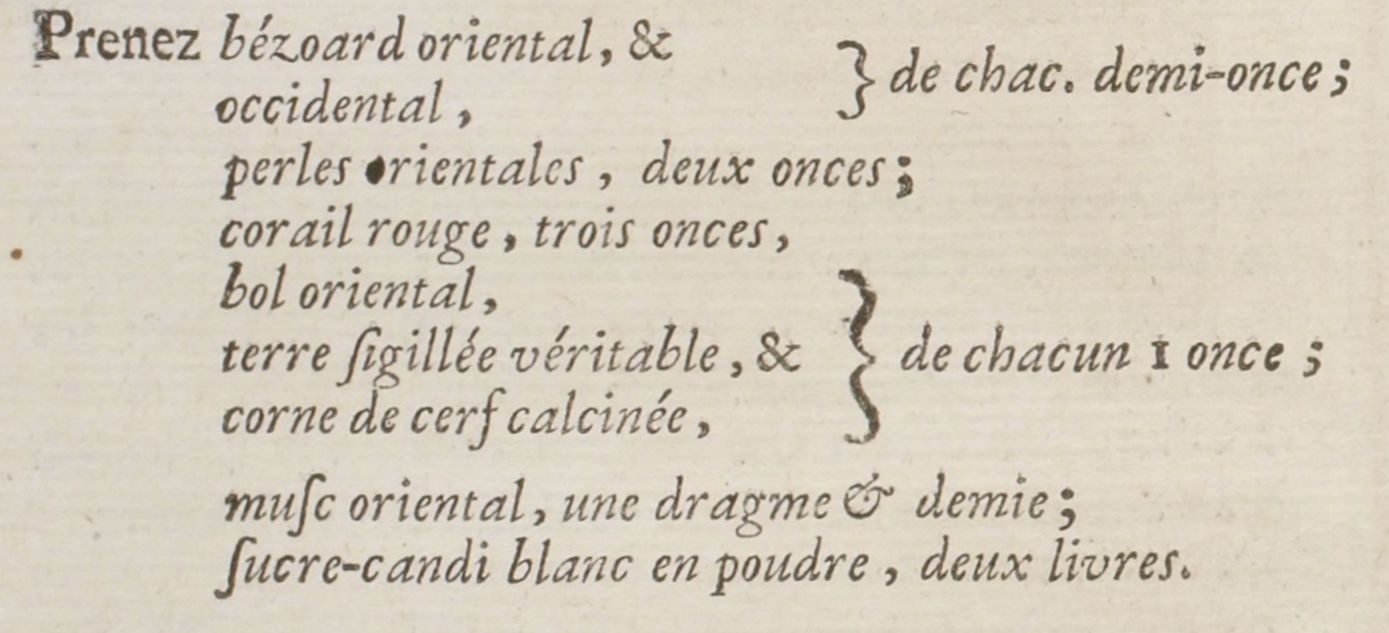 Prenez bézoard oriental, &
occidental, } de chac. demi-once;
perles orientales, deux onces;
corail rouge, trois onces,
bol oriental,
terre ſigillée véritable, & } de chacun 1 once;
corne de cerf calcinée,
muſc oriental, une dragme & demie;
ſucre-candi blanc en poudre, deux livres.